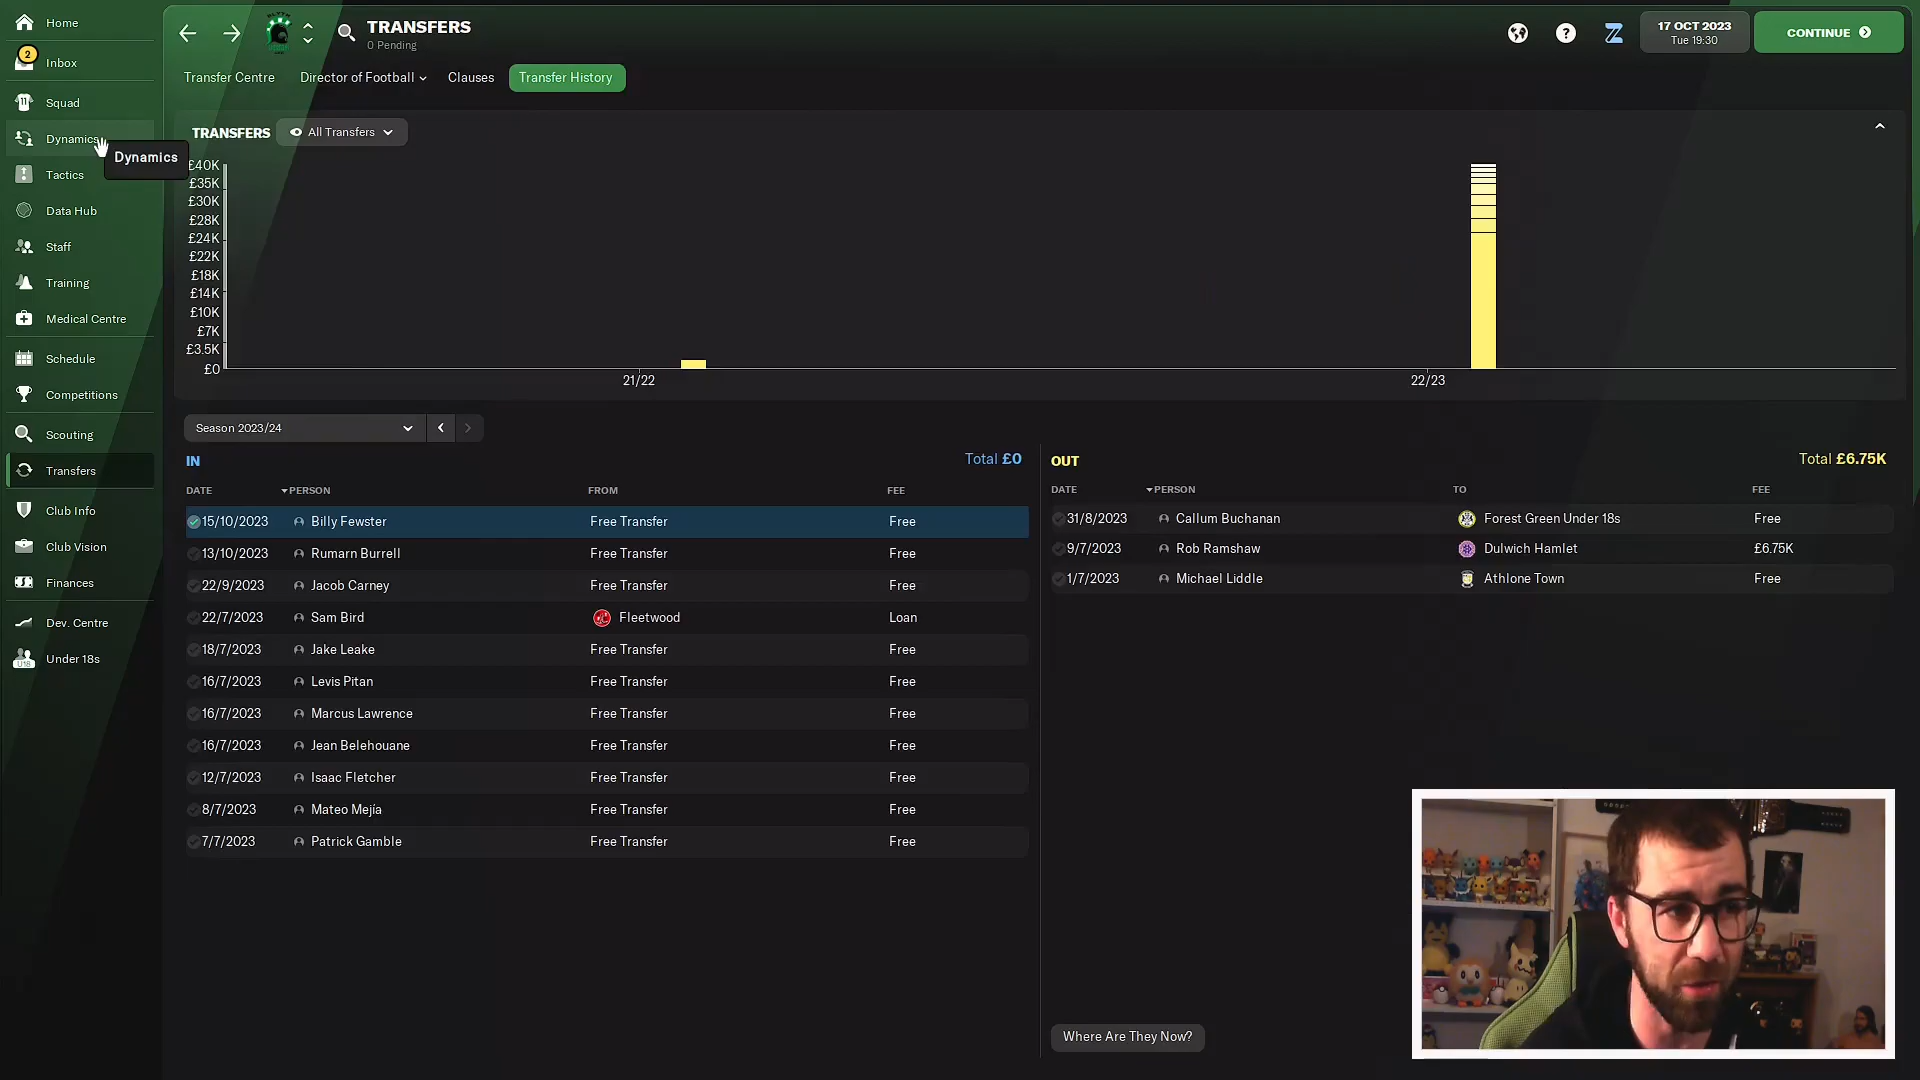 Home
2
Inbox
Squad
Dynamics
Dynamics
Tactics
Data Hub
Staff
Training
Medical Centre
Schedule
Competitions
Scouting
Transfers
Club Info
Club Vision
Finances
Dev. Centre
U18
Under 18s
TRANSFERS
0 Pending
17 OCT 2023
Tue 19:30
CONTINUE
Transfer Centre
Director of Football
Clauses
Transfer History
TRANSFERS
All Transfers
£40K
£35K
£30K
£28K
£24K
£22K
£18K
£14K
£10K
£7K
£3.5K
£0
21/22
22/23
Season 2023/24
IN
Total £0
DATE PERSON FROM FEE
15/10/2023 Billy Fewster Free Transfer Free
13/10/2023 Rumarn Burrell Free Transfer Free
22/9/2023 Jacob Carney Free Transfer Free
22/7/2023 Sam Bird Fleetwood Loan
18/7/2023 Jake Leake Free Transfer Free
16/7/2023 Levis Pitan Free Transfer Free
16/7/2023 Marcus Lawrence Free Transfer Free
16/7/2023 Jean Belehouane Free Transfer Free
12/7/2023 Isaac Fletcher Free Transfer Free
8/7/2023 Mateo Mejía Free Transfer Free
7/7/2023 Patrick Gamble Free Transfer Free
OUT
Total £6.75K
DATE PERSON TO FEE
31/8/2023 Callum Buchanan Forest Green Under 18s Free
9/7/2023 Rob Ramshaw Dulwich Hamlet £6.75K
1/7/2023 Michael Liddle Athlone Town Free
Where Are They Now?